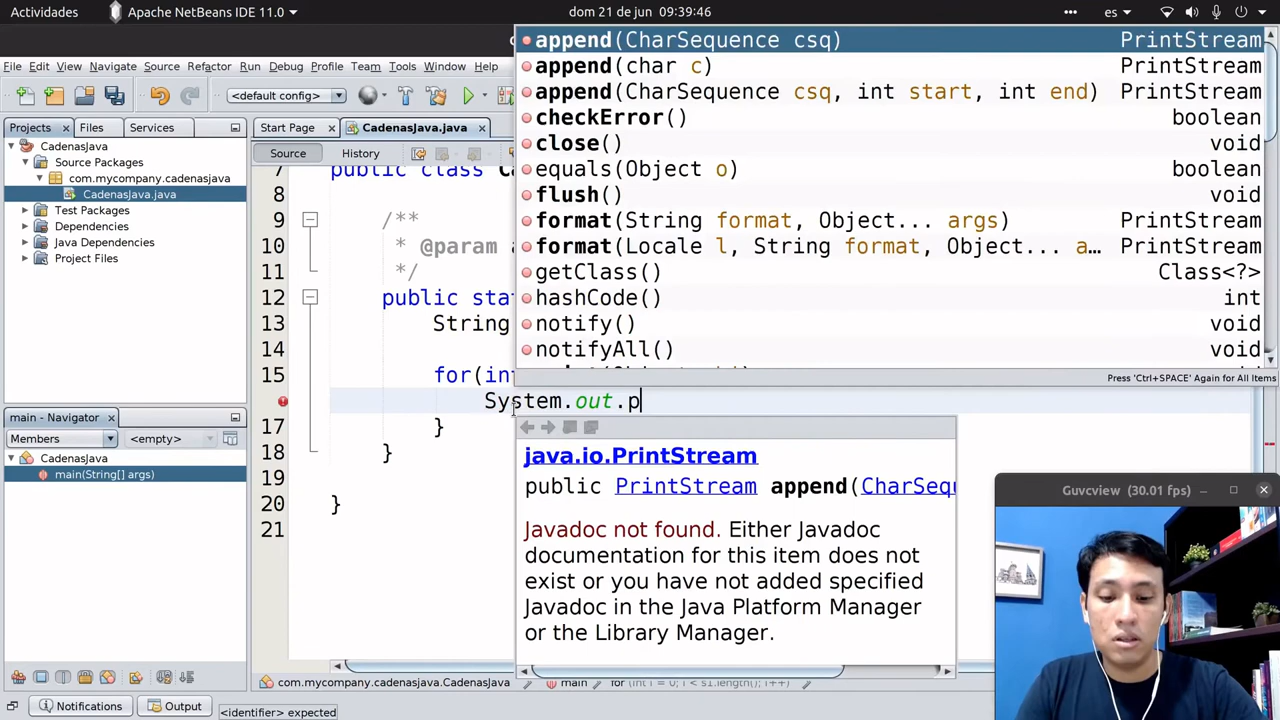 Actividades Apache NetBeans IDE 11.0 dom 21 de jun 09:39:46 es
File Edit View Navigate Source Refactor Run Debug Profile Team Tools Window Help
<default config>
Projects Files Services
Start Page CadenasJava.java
Source History
CadenasJava
Source Packages
com.mycompany.cadenasjava
CadenasJava.java
Test Packages
Dependencies
Java Dependencies
Project Files
main - Navigator
Members <empty>
CadenasJava
main(String[] args)
7 public class
8
9 /**
10 * @param
11 */
12 public
13 String
14
15 for(int
System.out.p
17 }
18 }
19
20 }
21
append(CharSequence csq) PrintStream
append(char c) PrintStream
append(CharSequence csq, int start, int end) PrintStream
checkError() boolean
close() void
equals(Object o) boolean
flush() void
format(String format, Object... args) PrintStream
format(Locale l, String format, Object... a... PrintStream
getClass() Class<?>
hashCode() int
notify() void
notifyAll() void
Press 'Ctrl+SPACE' Again for All Items
java.io.PrintStream
public PrintStream append(CharSequ
Javadoc not found. Either Javadoc
documentation for this item does not
exist or you have not added specified
Javadoc in the Java Platform Manager
or the Library Manager.
Guvcview (30.01 fps)
com.mycompany.cadenasjava.CadenasJava main for (int i = 0; i < s1.length(); i++)
Notifications Output <identifier> expected